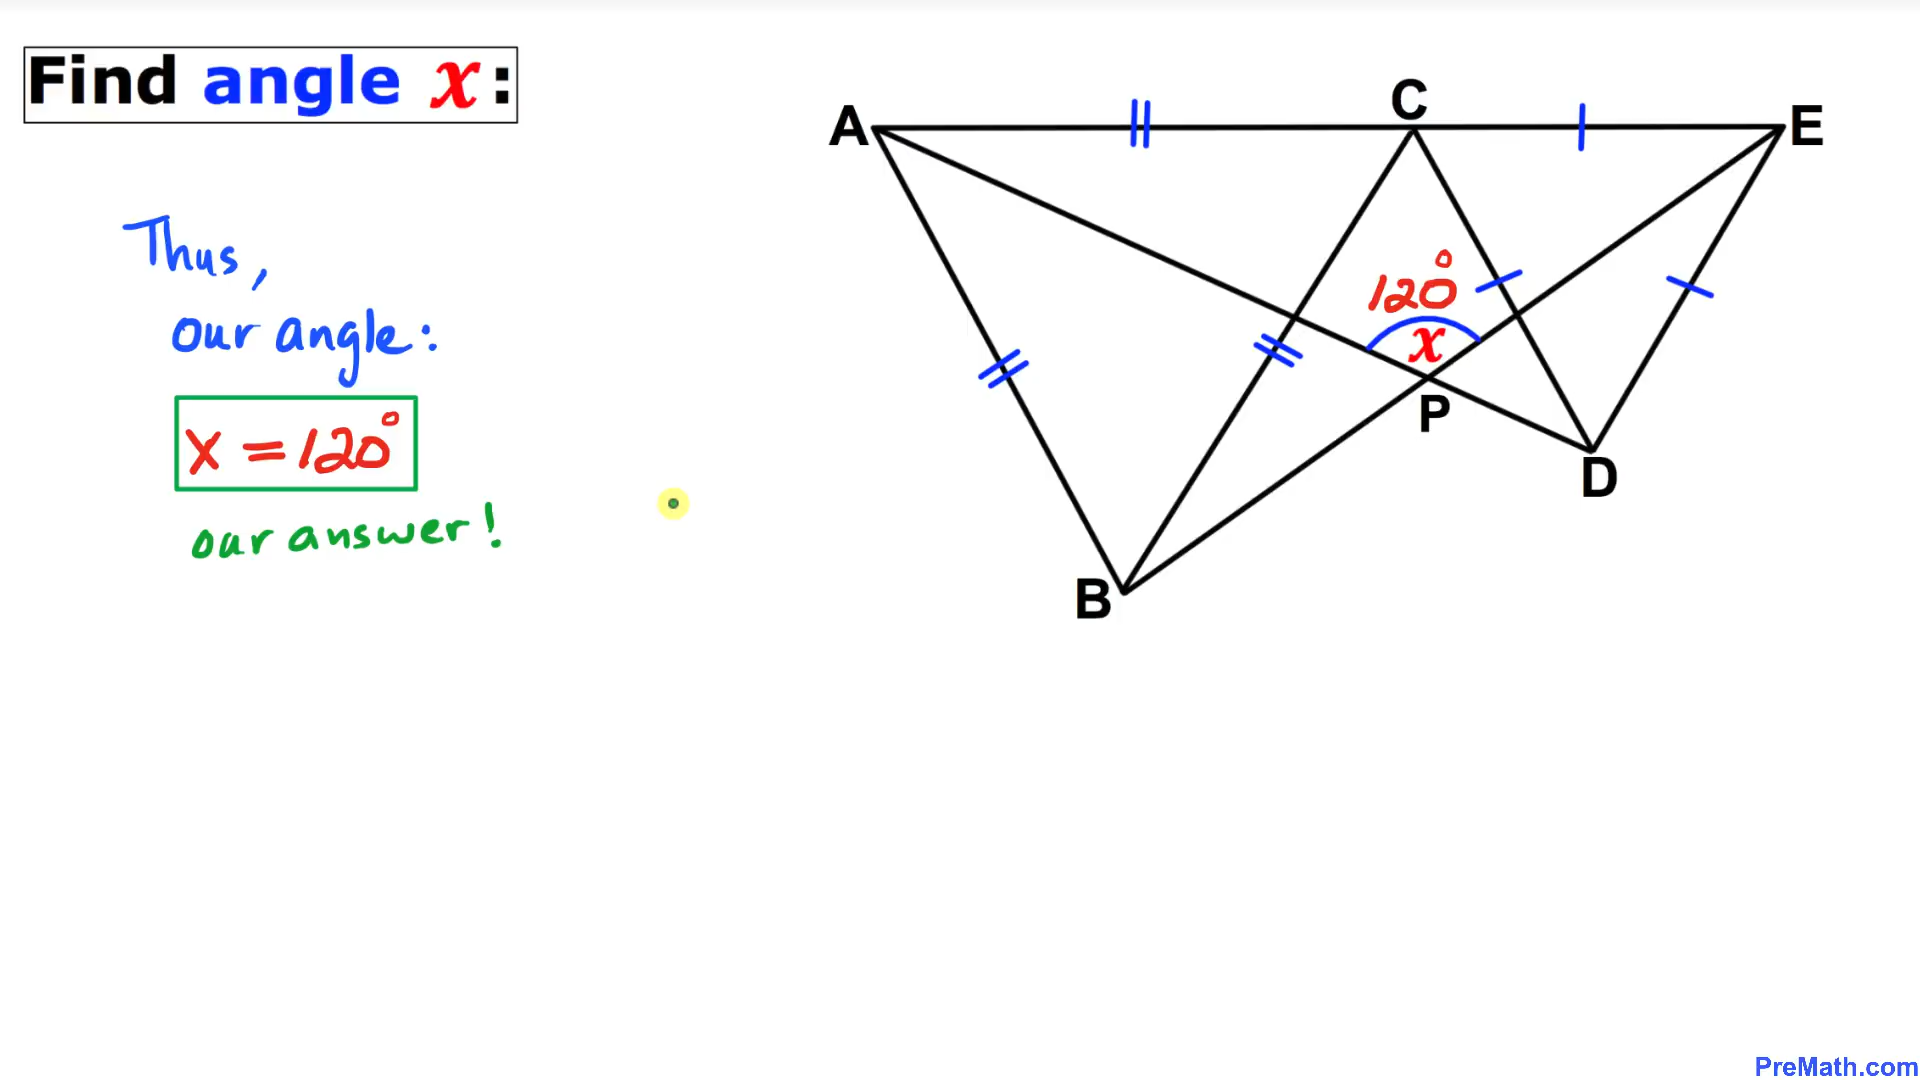 Find angle x:
Thus,
our angle:
x = 120°
our answer!
A
C
E
120°
x
P
D
B
PreMath.com